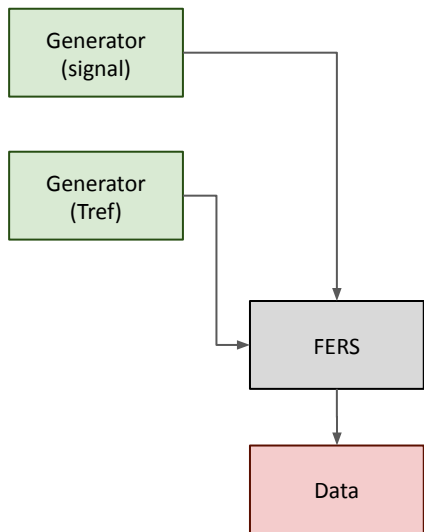 Generator
(signal)
Generator
(Tref)
FERS
Data